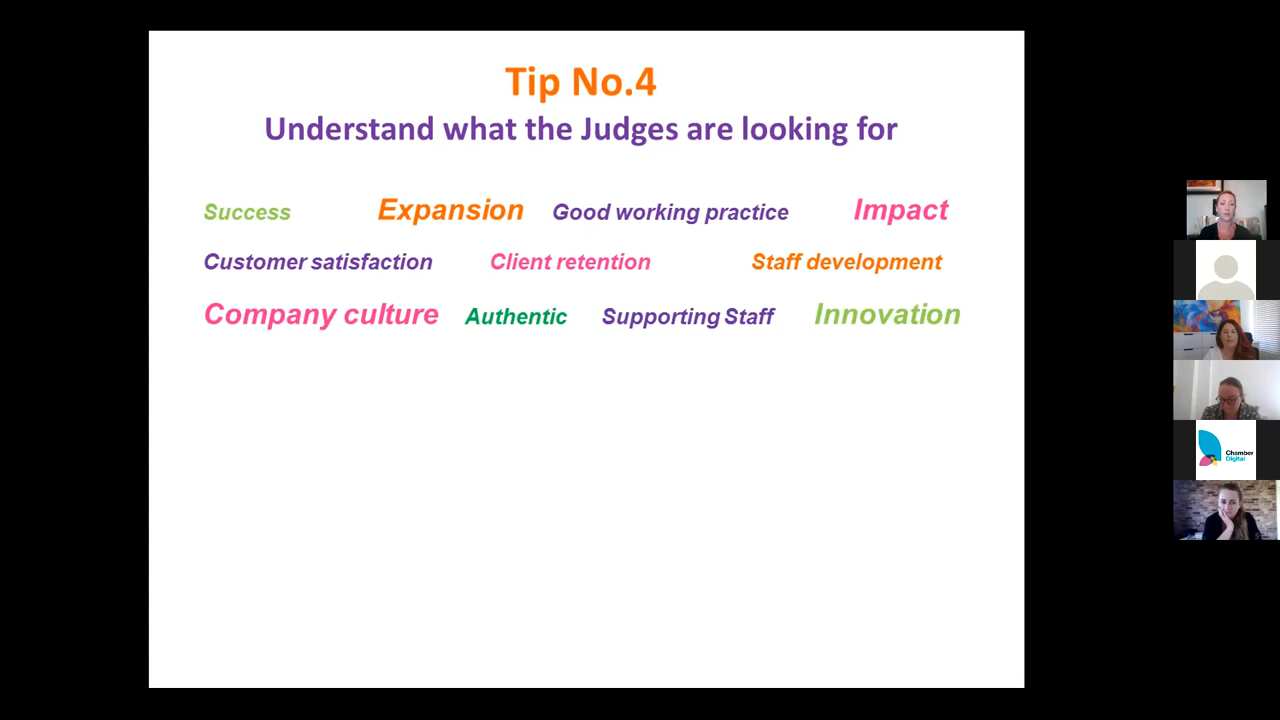 Tip No.4
Understand what the Judges are looking for
Success Expansion Good working practice Impact
Customer satisfaction Client retention Staff development
Company culture Authentic Supporting Staff Innovation
Chamber
Digital